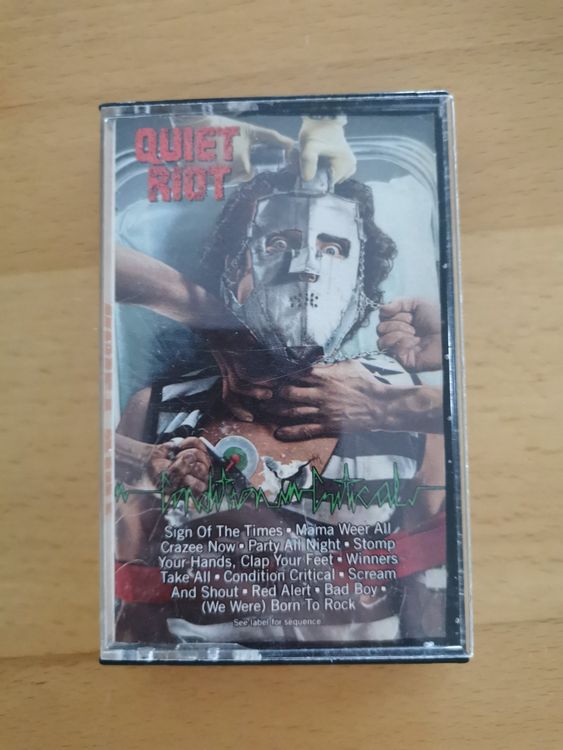 QUIET
RIOT
Condition Critical
Sign Of The Times • Mama Weer All
Crazee Now • Party All Night • Stomp
Your Hands, Clap Your Feet • Winners
Take All • Condition Critical • Scream
And Shout • Red Alert • Bad Boy •
(We Were) Born To Rock
See label for sequence